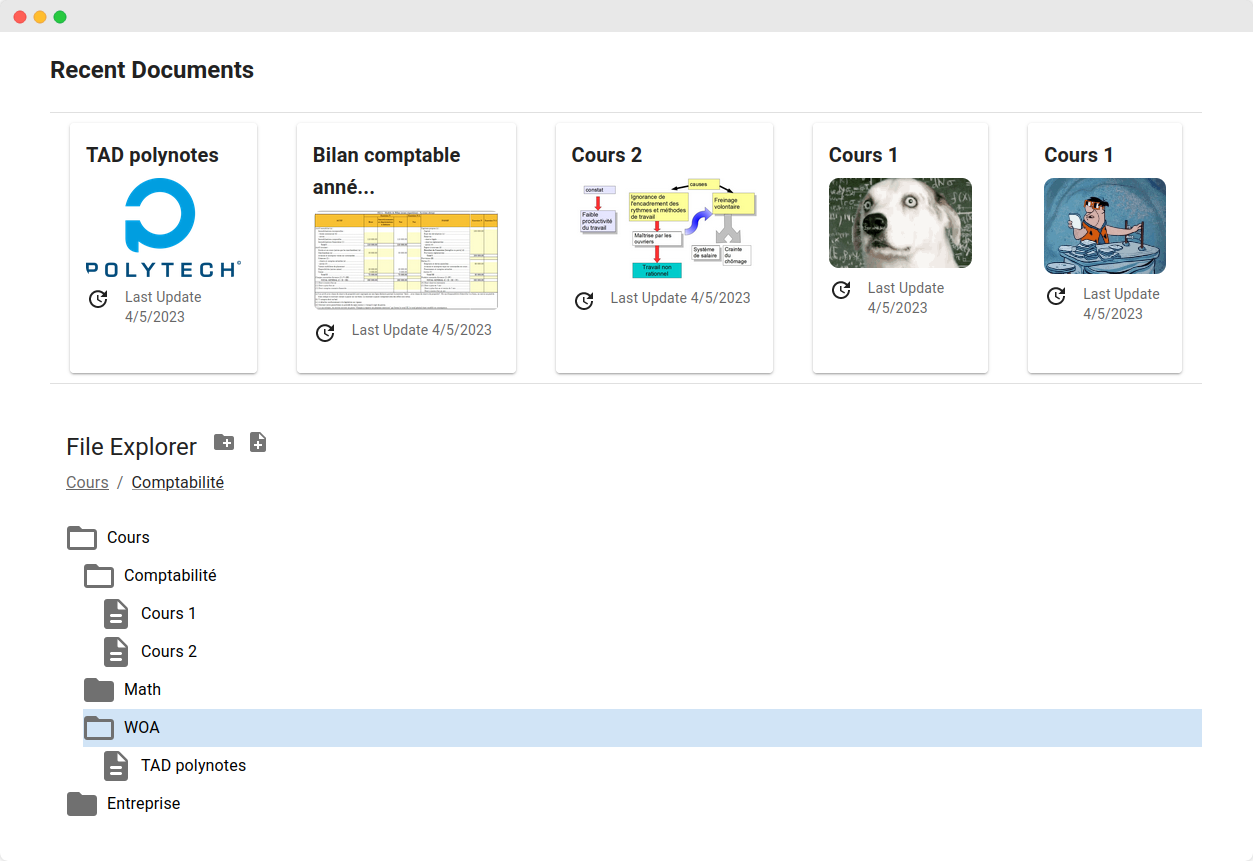 Recent Documents
TAD polynotes
POLYTECH
Last Update
4/5/2023
Bilan comptable
anné...
Last Update 4/5/2023
Cours 2
constat
Faible
productivité
du travail
causes
Ignorance de
l'encadrement des
rythmes et méthodes
de travail
Freinage
volontaire
Maîtrise par les
ouvriers
Système
de salaire
Crainte
du
chômage
Travail non
rationnel
Last Update 4/5/2023
Cours 1
Last Update
4/5/2023
Cours 1
Last Update
4/5/2023
File Explorer
Cours / Comptabilité
Cours
Comptabilité
Cours 1
Cours 2
Math
WOA
TAD polynotes
Entreprise